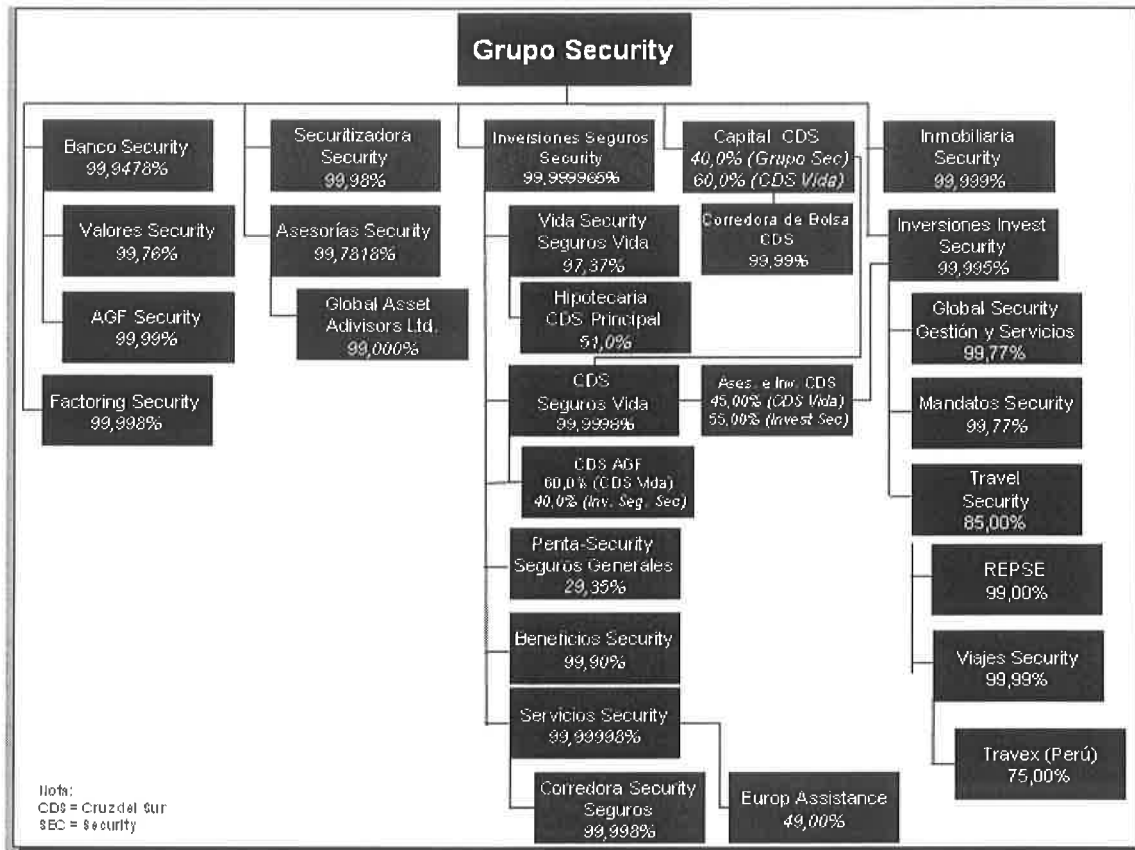 Grupo Security
Banco Security
99,9478%
Valores Security
99,76%
AGF Security
99,99%
Factoring Security
99,998%
Securitizadora
Security
99,98%
Asesorías Security
99,7818%
Global Asset
Adivisors Ltd.
99,000%
Inversiones Seguros
Security
99,999965%
Vida Security
Seguros Vida
97,37%
Hipotecaria
CDS Principal
51,0%
CDS
Seguros Vida
99,9998%
CDS AGF
60,0% (CDS Vida)
40,0% (Inv. Seg. Sec)
Penta-Security
Seguros Generales
29,35%
Beneficios Security
99,90%
Servicios Security
99,99998%
Corredora Security
Seguros
99,998%
Europ Assistance
49,00%
Capital CDS
40,0% (Grupo Sec)
60,0% (CDS Vida)
Corredora de Bolsa
CDS
99,99%
Ases. e Inv. CDS
45,00% (CDS Vida)
55,00% (Invest Sec)
Inmobiliaria
Security
99,999%
Inversiones Invest
Security
99,995%
Global Security
Gestión y Servicios
99,77%
Mandatos Security
99,77%
Travel
Security
85,00%
REPSE
99,00%
Viajes Security
99,99%
Travex (Perú)
75,00%
Nota:
CDS = Cruz del Sur
SEC = Security